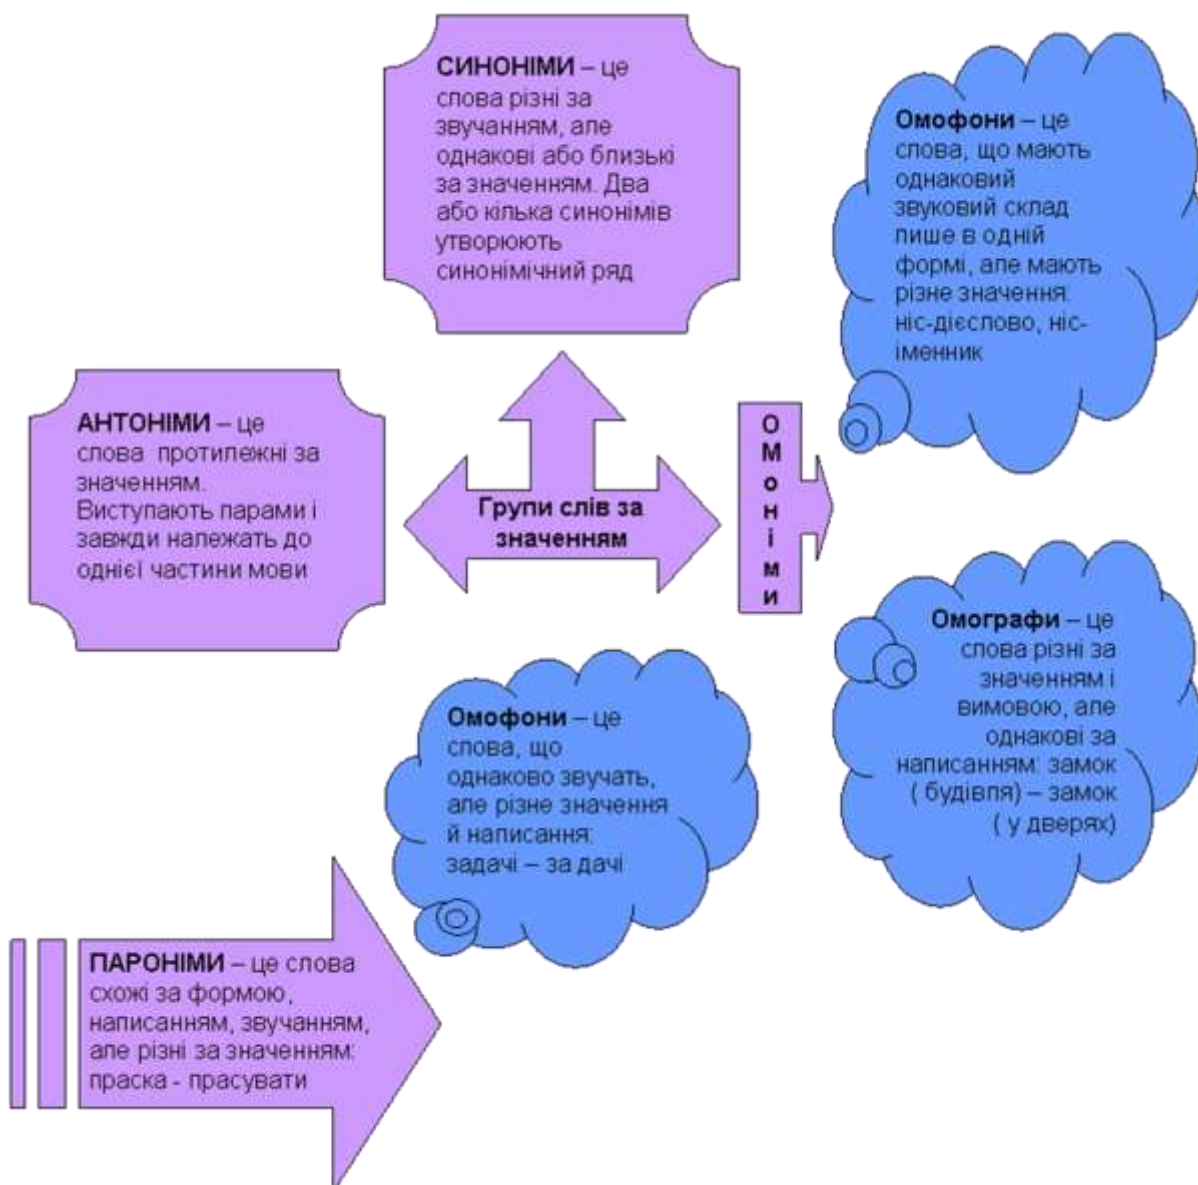 СИНОНІМИ – це
слова різні за
звучанням, але
однакові або близькі
за значенням. Два
або кілька синонімів
утворюють
синонімічний ряд
Омофони – це
слова, що мають
однаковий
звуковий склад
лише в одній
формі, але мають
різне значення:
ніс-дієслово, ніс-
іменник
АНТОНІМИ – це
слова протилежні за
значенням.
Виступають парами і
завжди належать до
однієї частини мови
Групи слів за
значенням
ОМоніми
Омографи – це
слова різні за
значенням і
вимовою, але
однакові за
написанням: замок
( будівля) – замок
( у дверях)
Омофони – це
слова, що
однаково звучать,
але різне значення
й написання:
задачі – за дачі
ПАРОНІМИ – це слова
схожі за формою,
написанням, звучанням,
але різні за значенням:
праска - прасувати